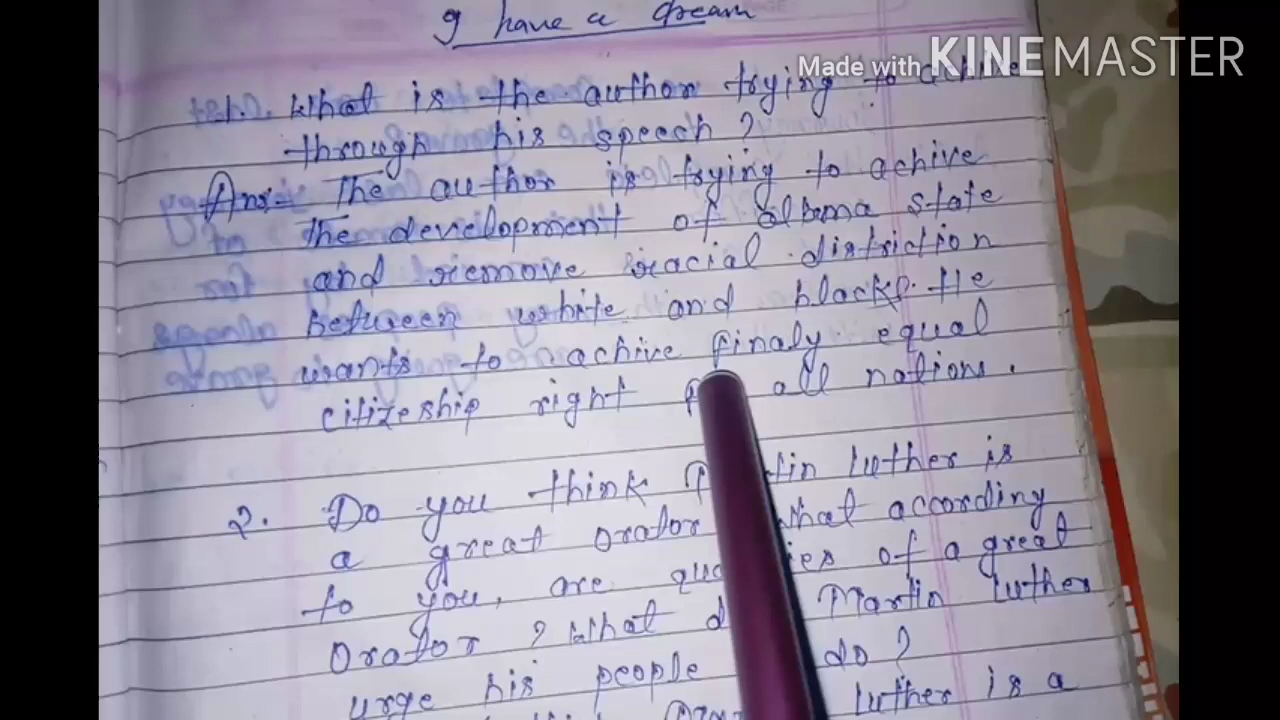 I have a dream
Made with KINEMASTER
1. What is the author trying to achive
through his speech ?
Ans- The author is trying to achive
the development of albma state
and remove racial distriction
between white and blacks. He
wants to achive finaly equal
citizeship right all nations.
2. Do you think luther is
a great orator what according
to you, are of a great
orator ? what Martin luther
urge his people do ?
luther is a